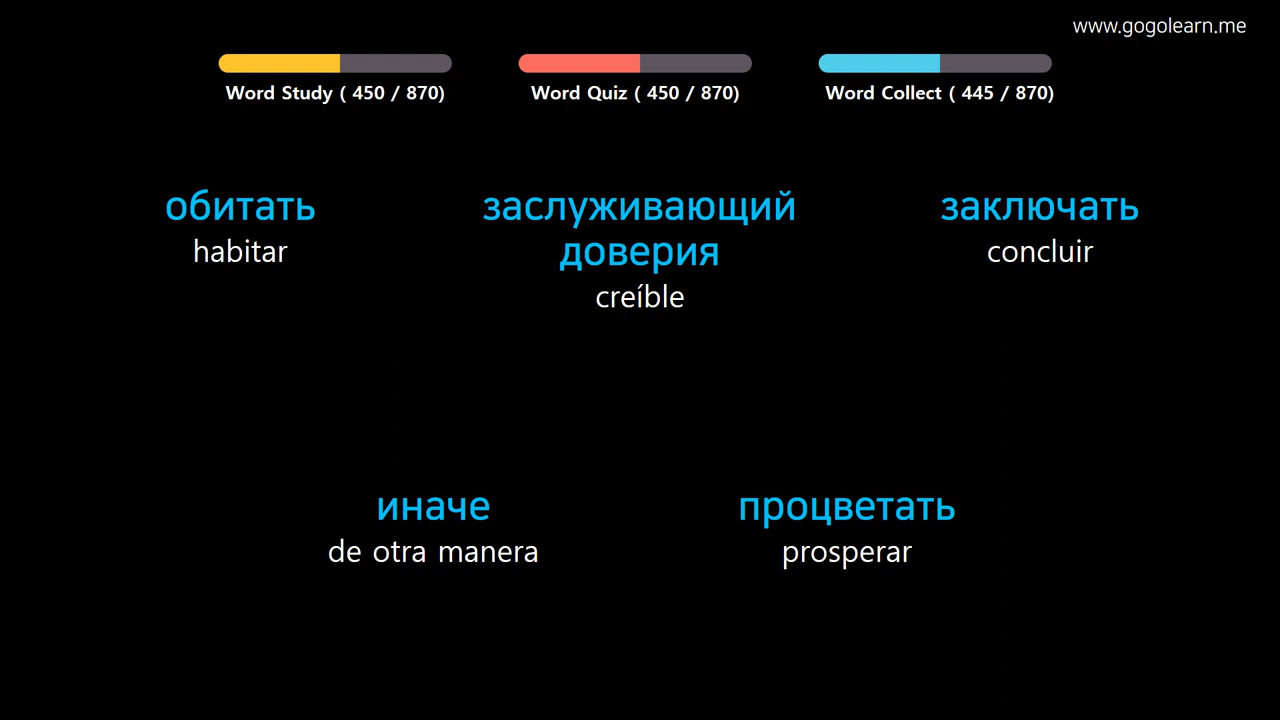 www.gogolearn.me
Word Study ( 450 / 870)
Word Quiz ( 450 / 870)
Word Collect ( 445 / 870)
обитать
habitar
заслуживающий
доверия
creíble
заключать
concluir
иначе
de otra manera
процветать
prosperar